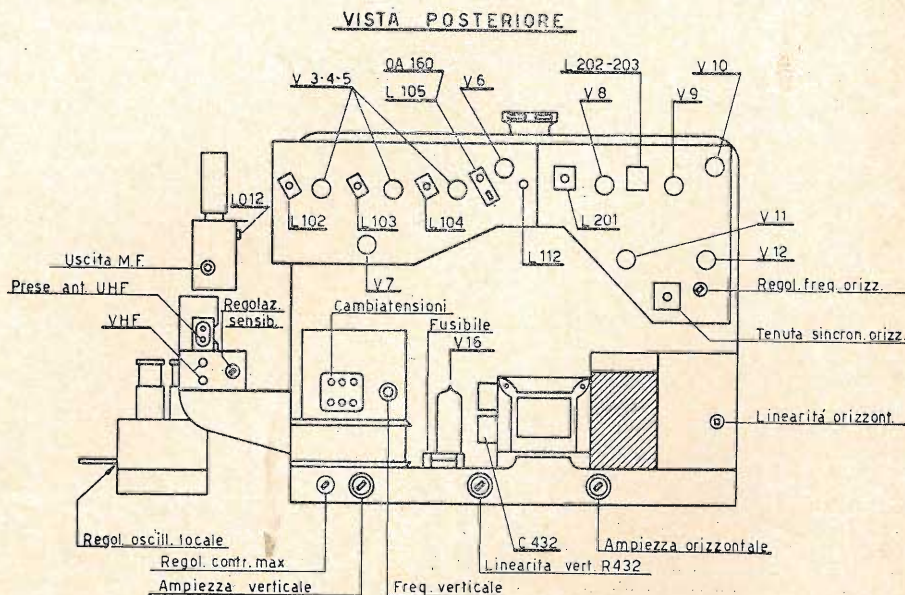 VISTA POSTERIORE
OA 160
L 202-203
V 10
V 3-4-5
L 105
V 6
V 8
V 9
L012
L 102
L 103
L 104
L 201
V 11
L 112
V 12
Uscita M.F.
V 7
Prese ant. UHF
Regolaz. sensib.
Cambiatensioni
Regol. freq. orizz.
VHF
Fusibile
V 16
Tenuta sincron. orizz.
Linearitá orizzont.
Regol. oscill. locale
C 432
Ampiezza orizzontale
Regol. contr. max
Linearita vert. R432
Ampiezza verticale
Freq. verticale